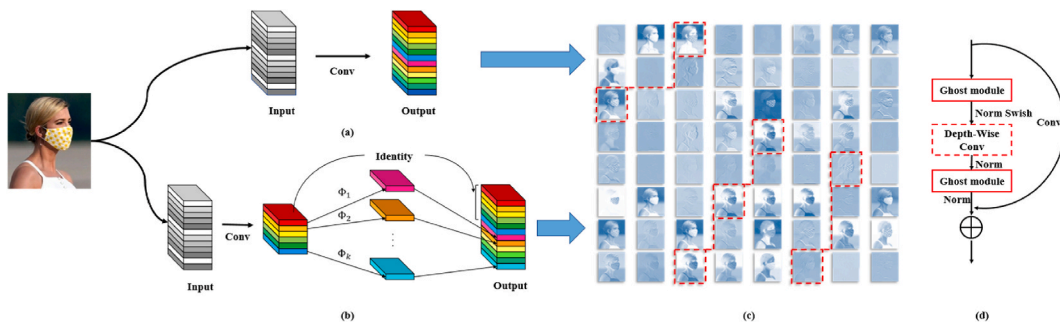 Input
Conv
Output
(a)
Input
Conv
Identity
Φ1
Φ2
⋮
Φk
Output
(b)
(c)
Ghost module
Norm Swish
Conv
Depth-Wise
Conv
Norm
Ghost module
Norm
(d)